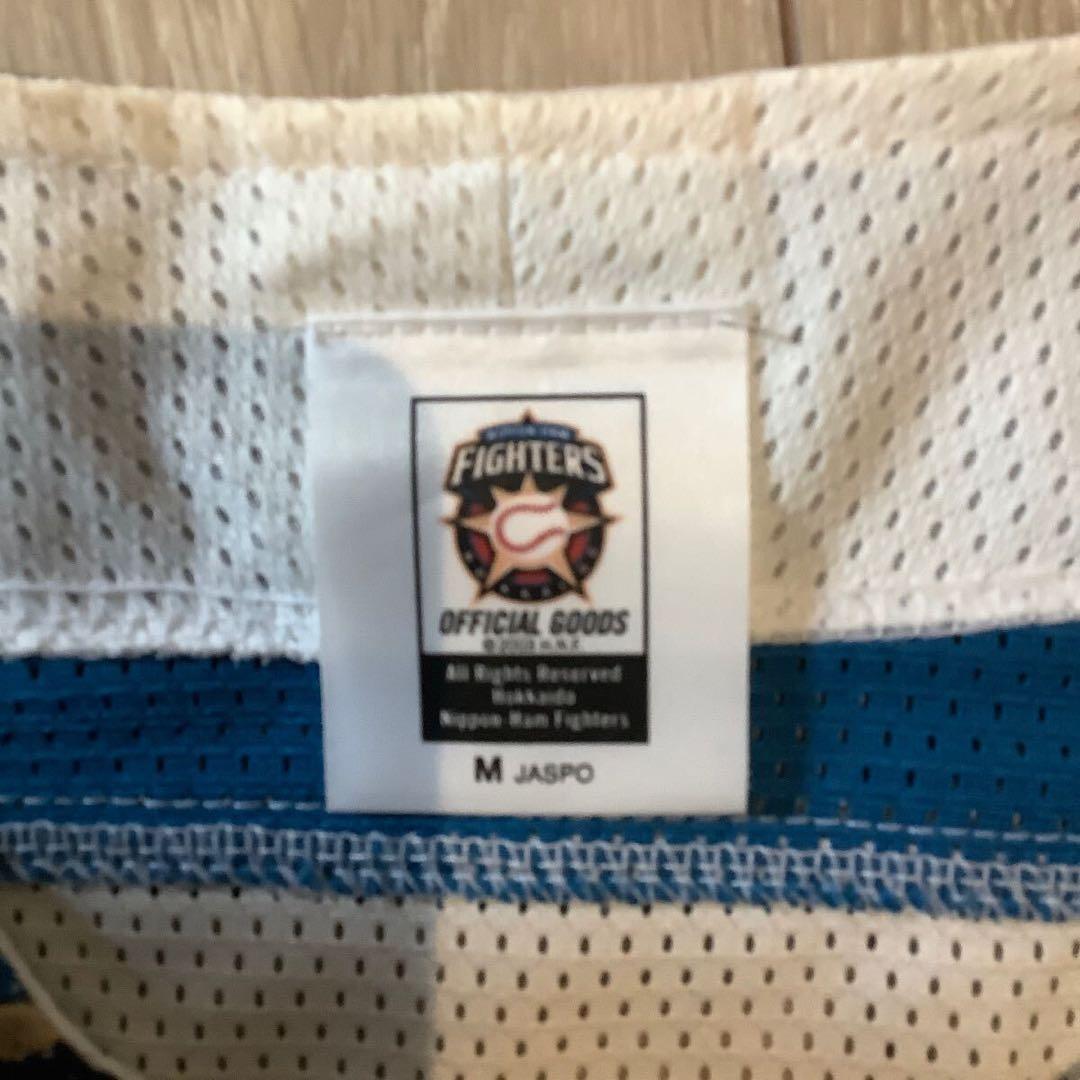 FIGHTERS
OFFICIAL GOODS
All Rights Reserved
Hokkaido
Nippon-Ham Fighters
M JASPO